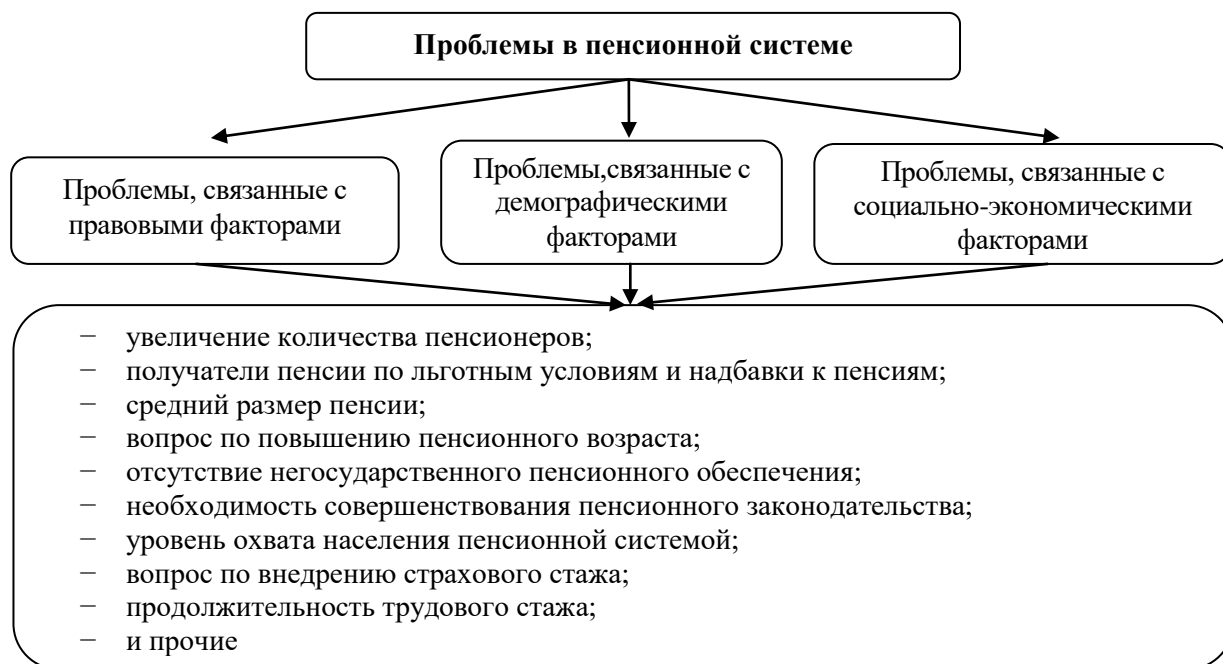 Проблемы в пенсионной системе
Проблемы, связанные с
правовыми факторами
Проблемы,связанные с
демографическими
факторами
Проблемы, связанные с
социально-экономическими
факторами
− увеличение количества пенсионеров;
− получатели пенсии по льготным условиям и надбавки к пенсиям;
− средний размер пенсии;
− вопрос по повышению пенсионного возраста;
− отсутствие негосударственного пенсионного обеспечения;
− необходимость совершенствования пенсионного законодательства;
− уровень охвата населения пенсионной системой;
− вопрос по внедрению страхового стажа;
− продолжительность трудового стажа;
− и прочие